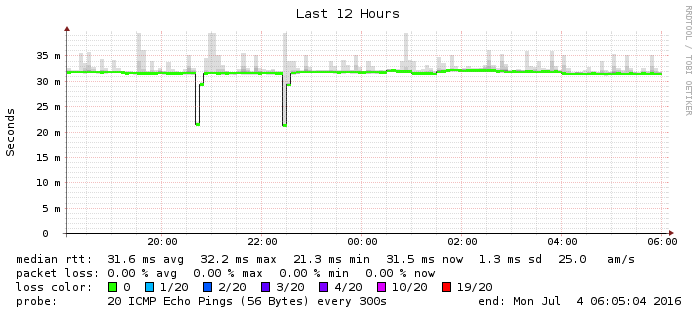 Last 12 Hours
RRDTOOL / TOBI OETIKER
Seconds
35 m
30 m
25 m
20 m
15 m
10 m
5 m
0
20:00 22:00 00:00 02:00 04:00 06:00
median rtt: 31.6 ms avg 32.2 ms max 21.3 ms min 31.5 ms now 1.3 ms sd 25.0 am/s
packet loss: 0.00 % avg 0.00 % max 0.00 % min 0.00 % now
loss color: 0 1/20 2/20 3/20 4/20 10/20 19/20
probe: 20 ICMP Echo Pings (56 Bytes) every 300s end: Mon Jul 4 06:05:04 2016